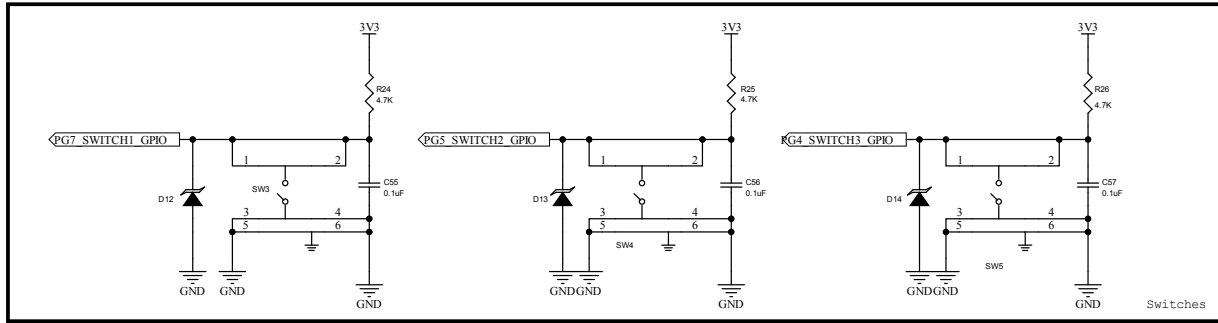 3V3
R24
4.7K
PG7_SWITCH1_GPIO
1 2
SW3
D12
C55
0.1uF
3 4
5 6
GND
GND
GND
3V3
R25
4.7K
PG5_SWITCH2_GPIO
1 2
D13
C56
0.1uF
3 4
5 6
SW4
GND
GND
GND
3V3
R26
4.7K
PG4_SWITCH3_GPIO
1 2
D14
C57
0.1uF
3 4
5 6
SW5
GND
GND
GND
Switches